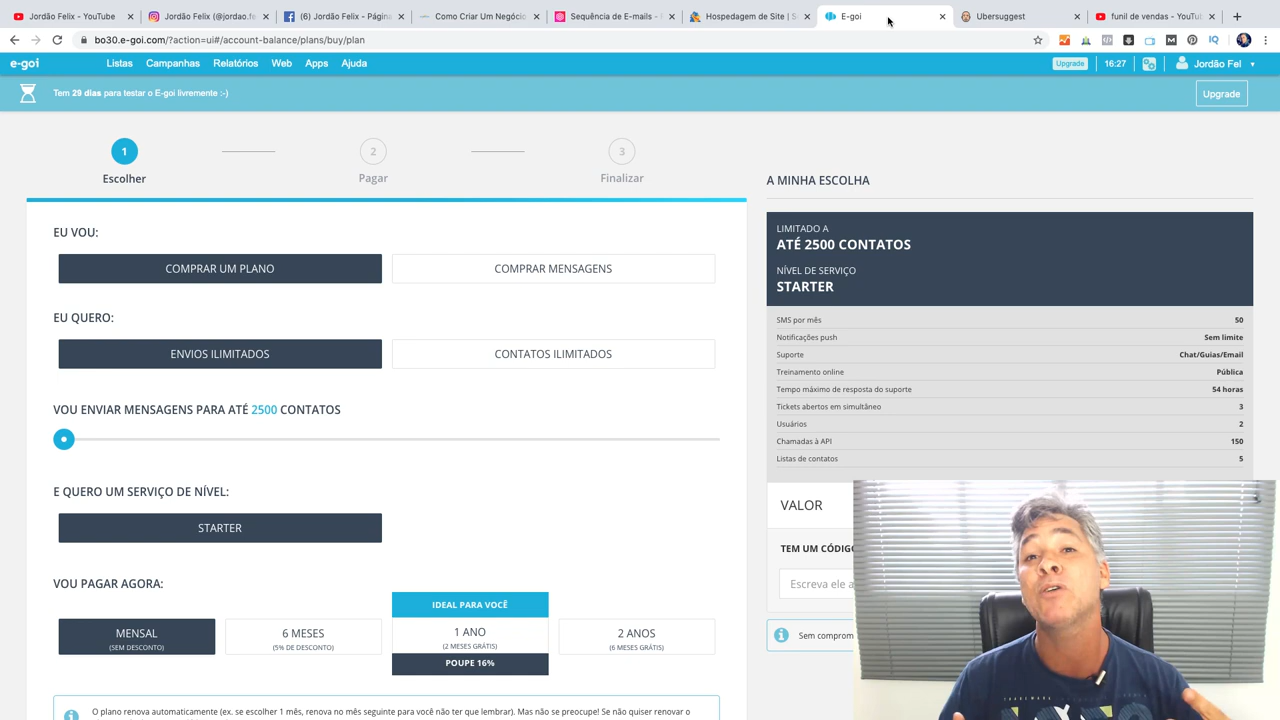 Jordão Felix - YouTube
Jordão Felix (@jordao.fe
(6) Jordão Felix - Página
Como Criar Um Negócio
Sequência de E-mails -
Hospedagem de Site |
E-goi
Ubersuggest
funil de vendas - YouTu
bo30.e-goi.com/?action=ui#/account-balance/plans/buy/plan
e-goi
Listas
Campanhas
Relatórios
Web
Apps
Ajuda
Upgrade
16:27
Jordão Fel
Tem 29 dias para testar o E-goi livremente :-)
Upgrade
1
2
3
Escolher
Pagar
Finalizar
EU VOU:
COMPRAR UM PLANO
COMPRAR MENSAGENS
EU QUERO:
ENVIOS ILIMITADOS
CONTATOS ILIMITADOS
VOU ENVIAR MENSAGENS PARA ATÉ 2500 CONTATOS
E QUERO UM SERVIÇO DE NÍVEL:
STARTER
VOU PAGAR AGORA:
MENSAL
(SEM DESCONTO)
6 MESES
(5% DE DESCONTO)
IDEAL PARA VOCÊ
1 ANO
(2 MESES GRÁTIS)
POUPE 16%
2 ANOS
(6 MESES GRÁTIS)
O plano renova automaticamente (ex. se escolher 1 mês, renova no mês seguinte para você não ter que lembrar). Mas não se preocupe! Se não quiser renovar o
A MINHA ESCOLHA
LIMITADO A
ATÉ 2500 CONTATOS
NÍVEL DE SERVIÇO
STARTER
SMS por mês 50
Notificações push Sem limite
Suporte Chat/Guias/Email
Treinamento online Pública
Tempo máximo de resposta do suporte 54 horas
Tickets abertos em simultâneo 3
Usuários 2
Chamadas à API 150
Listas de contato 5
VALOR
TEM UM CÓDIGO
Escreva ele a
Sem comprom